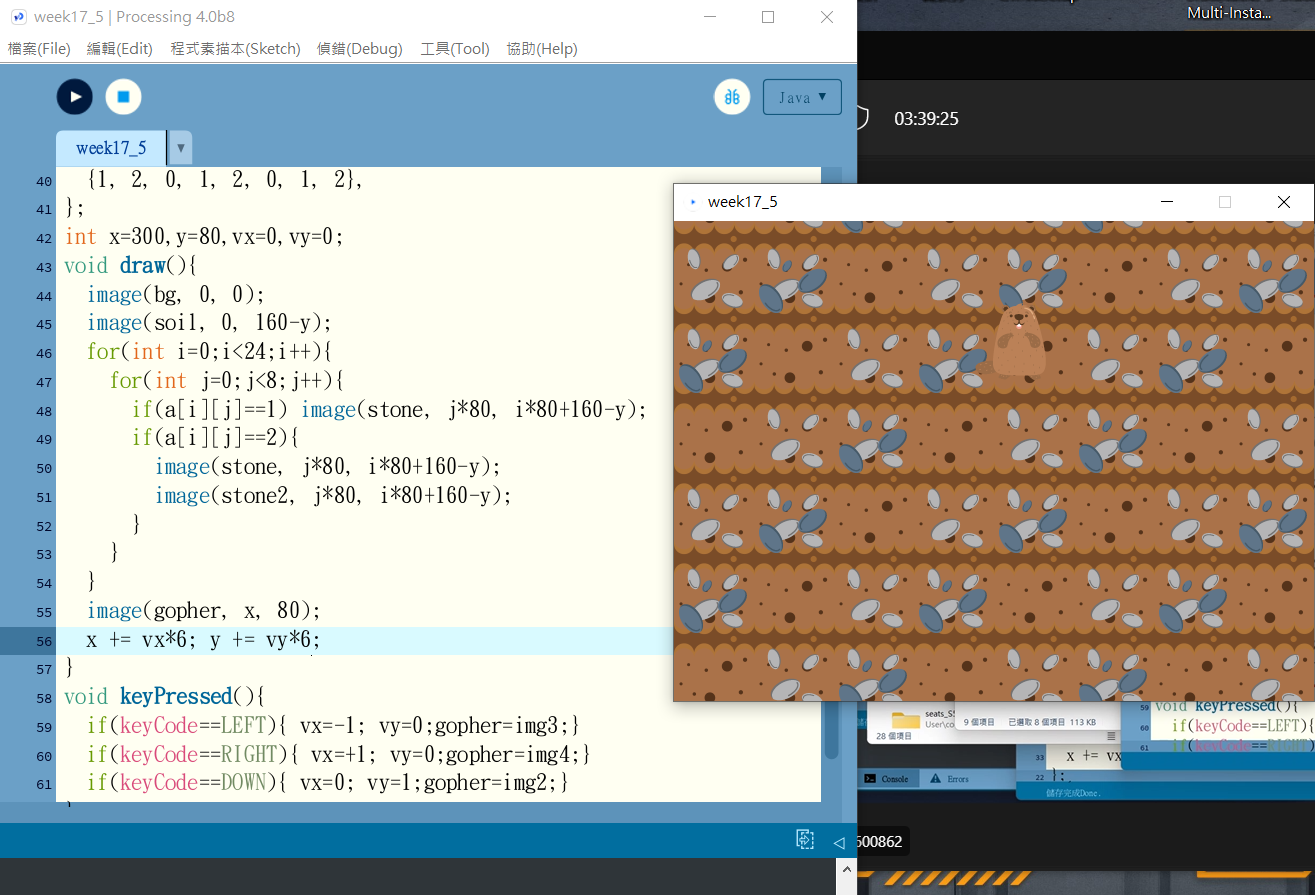 week17_5 | Processing 4.0b8
檔案(File) 編輯(Edit) 程式素描本(Sketch) 偵錯(Debug) 工具(Tool) 協助(Help)
Java ▼
week17_5 ▼
40 {1, 2, 0, 1, 2, 0, 1, 2},
41 };
42 int x=300,y=80,vx=0,vy=0;
43 void draw(){
44 image(bg, 0, 0);
45 image(soil, 0, 160-y);
46 for(int i=0;i<24;i++){
47 for(int j=0;j<8;j++){
48 if(a[i][j]==1) image(stone, j*80, i*80+160-y);
49 if(a[i][j]==2){
50 image(stone, j*80, i*80+160-y);
51 image(stone2, j*80, i*80+160-y);
52 }
53 }
54 }
55 image(gopher, x, 80);
56 x += vx*6; y += vy*6;
57 }
58 void keyPressed(){
59 if(keyCode==LEFT){ vx=-1; vy=0;gopher=img3;}
60 if(keyCode==RIGHT){ vx=+1; vy=0;gopher=img4;}
61 if(keyCode==DOWN){ vx=0; vy=1;gopher=img2;}
Multi-Insta...
03:39:25
week17_5
9 個項目 已選取 8 個項目 113 KB
28 個項目
59 void keyPressed(){
60 if(keyCode==LEFT){
61
33 x += vx
22 };
Console Errors
儲存完成Done.
600862